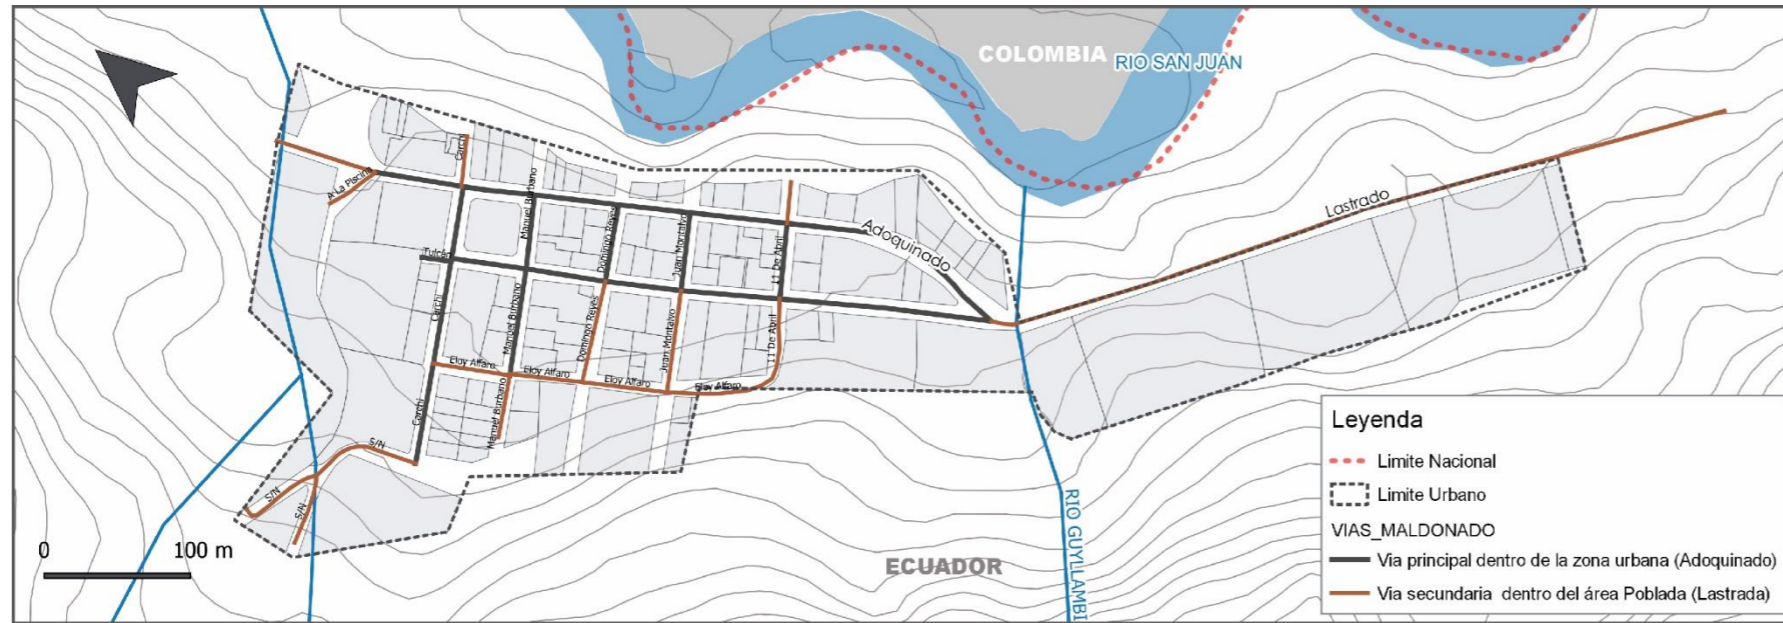 COLOMBIA
RIO SAN JUAN
Carchi
A La Piscina
Manuel Burbano
Domingo Reyes
Juan Montalvo
11 De Abril
Adoquinado
Lastrado
Tulcán
Carchi
Manuel Burbano
Domingo Reyes
Juan Montalvo
11 De Abril
Eloy Alfaro
Eloy Alfaro
Eloy Alfaro
Eloy Alfaro
Carchi
Manuel Burbano
S/N
S/N
S/N
0 100 m
ECUADOR
RIO GUYLLAMBI
Leyenda
Limite Nacional
Limite Urbano
VIAS_MALDONADO
Via principal dentro de la zona urbana (Adoquinado)
Via secundaria dentro del área Poblada (Lastrada)